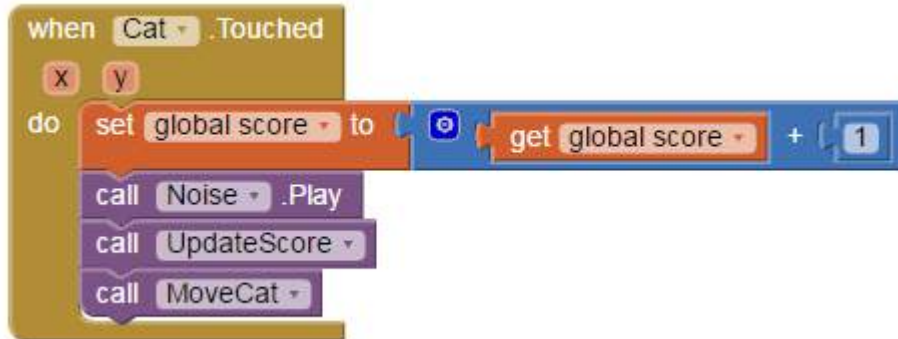 when Cat .Touched
x y
do set global score to get global score + 1
call Noise .Play
call UpdateScore
call MoveCat